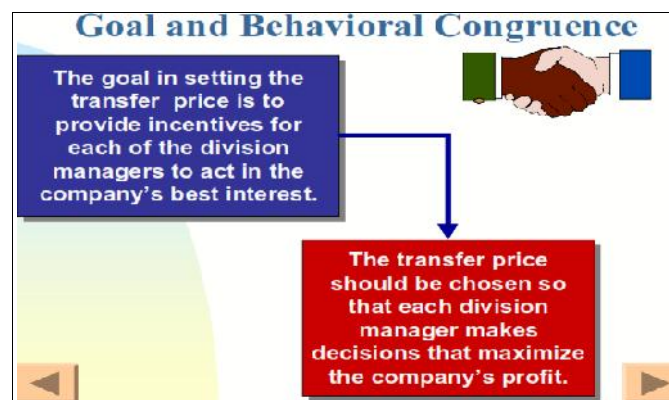 Goal and Behavioral Congruence
The goal in setting the
transfer price is to
provide incentives for
each of the division
managers to act in the
company's best interest.
The transfer price
should be chosen so
that each division
manager makes
decisions that maximize
the company's profit.